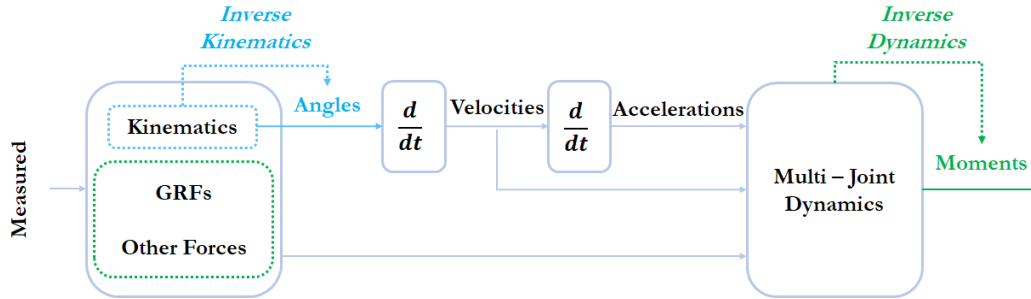 Inverse
Kinematics
Inverse
Dynamics
Measured
Kinematics
GRFs
Other Forces
Angles
d
dt
Velocities
d
dt
Accelerations
Multi – Joint
Dynamics
Moments